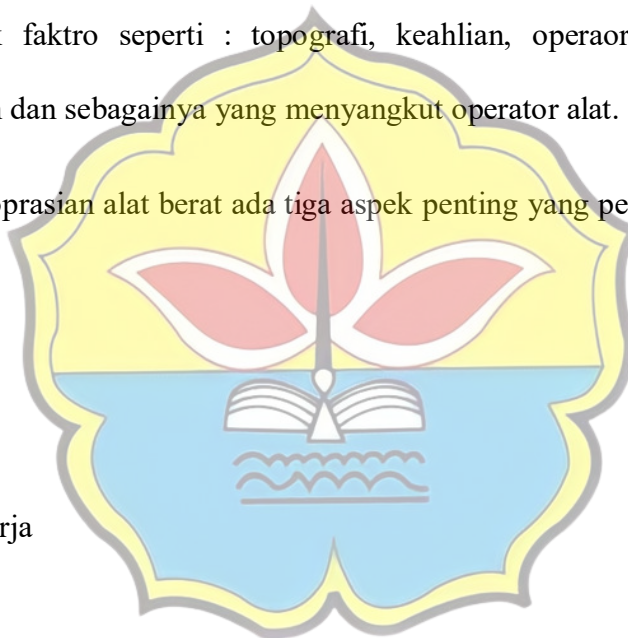 faktro seperti : topografi, keahlian, operaor
dan sebagainya yang menyangkut operator alat.
oprasian alat berat ada tiga aspek penting yang pe
rja